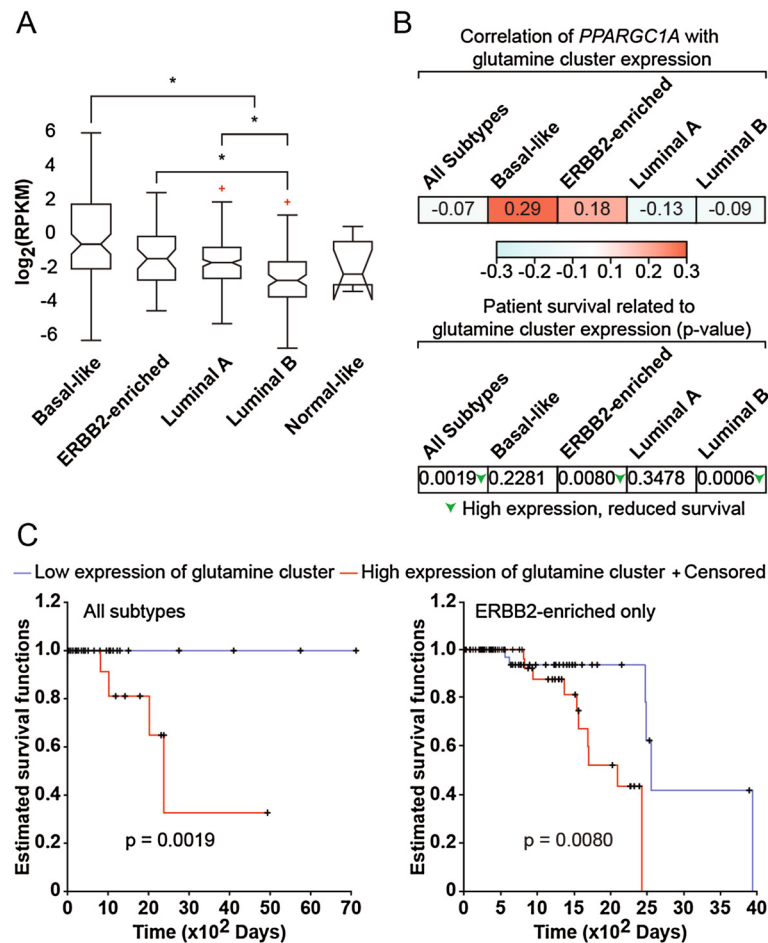 A
*
*
*
6
4
2
0
-2
-4
-6
log2(RPKM)
Basal-like
ERBB2-enriched
Luminal A
Luminal B
Normal-like
B
Correlation of PPARGC1A with
glutamine cluster expression
All Subtypes
Basal-like
ERBB2-enriched
Luminal A
Luminal B
-0.07 0.29 0.18 -0.13 -0.09
-0.3 -0.2 -0.1 0.1 0.2 0.3
Patient survival related to
glutamine cluster expression (p-value)
All Subtypes
Basal-like
ERBB2-enriched
Luminal A
Luminal B
0.0019 0.2281 0.0080 0.3478 0.0006
High expression, reduced survival
C
Low expression of glutamine cluster High expression of glutamine cluster + Censored
All subtypes
1.2
1.0
0.8
0.6
0.4
0.2
0
Estimated survival functions
p = 0.0019
0 10 20 30 40 50 60 70
Time (x10² Days)
ERBB2-enriched only
1.2
1.0
0.8
0.6
0.4
0.2
0
Estimated survival functions
p = 0.0080
0 5 10 15 20 25 30 35 40
Time (x10² Days)